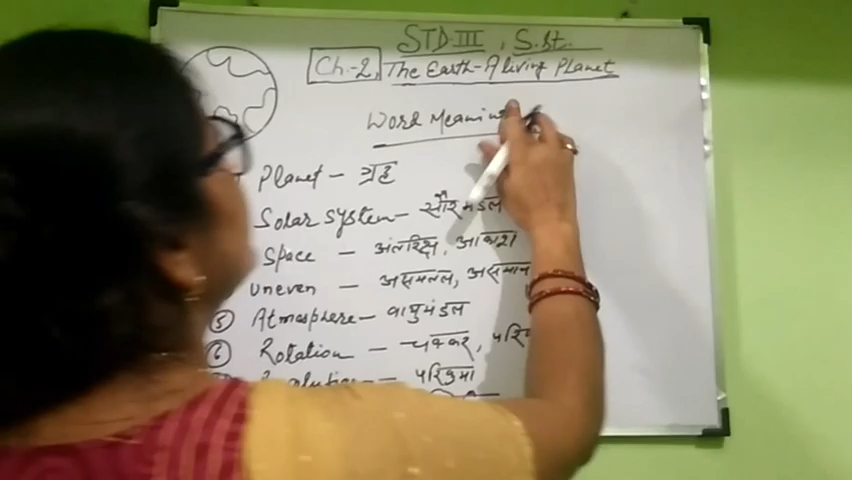 STD-III, S.St.
Ch.-2, The Earth-A living Planet
Word
Planet - ग्रह
Solar system - सौरमंडल
Space - अंतरिक्ष, आकाश
uneven - असमतल, असमान
⑤ Atmosphere - वायुमंडल
⑥ Rotation - चक्कर,
परिक्रमा